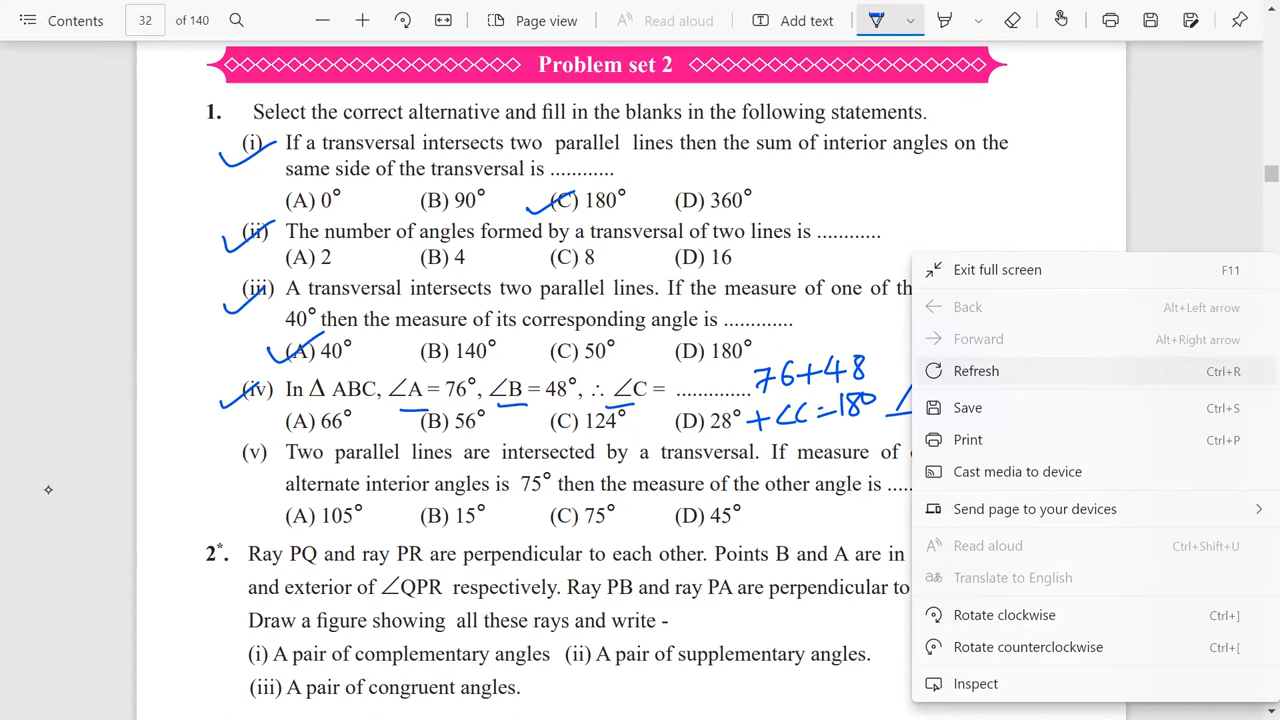 Contents 32 of 140 Page view Read aloud Add text
Problem set 2
1. Select the correct alternative and fill in the blanks in the following statements.
(i) If a transversal intersects two parallel lines then the sum of interior angles on the
same side of the transversal is ............
(A) 0° (B) 90° (C) 180° (D) 360°
(ii) The number of angles formed by a transversal of two lines is ............
(A) 2 (B) 4 (C) 8 (D) 16
(iii) A transversal intersects two parallel lines. If the measure of one of
40° then the measure of its corresponding angle is .............
(A) 40° (B) 140° (C) 50° (D) 180°
(iv) In Δ ABC, ∠A = 76°, ∠B = 48°, ∴ ∠C = ..............
76+48
(A) 66° (B) 56° (C) 124° (D) 28°
+∠C=180
(v) Two parallel lines are intersected by a transversal. If measure of
alternate interior angles is 75° then the measure of the other angle is .....
(A) 105° (B) 15° (C) 75° (D) 45°
2*. Ray PQ and ray PR are perpendicular to each other. Points B and A are in
and exterior of ∠QPR respectively. Ray PB and ray PA are perpendicular to
Draw a figure showing all these rays and write -
(i) A pair of complementary angles (ii) A pair of supplementary angles.
(iii) A pair of congruent angles.
Exit full screen F11
Back Alt+Left arrow
Forward Alt+Right arrow
Refresh Ctrl+R
Save Ctrl+S
Print Ctrl+P
Cast media to device
Send page to your devices
Read aloud Ctrl+Shift+U
Translate to English
Rotate clockwise Ctrl+]
Rotate counterclockwise Ctrl+[
Inspect